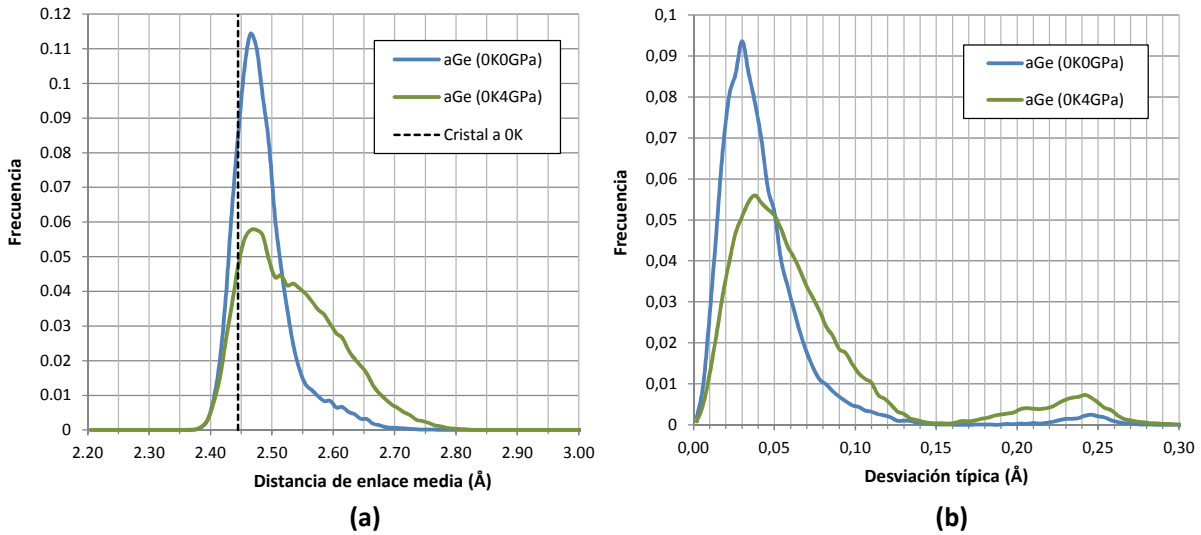 0.12
0.11
0.1
0.09
0.08
0.07
0.06
0.05
0.04
0.03
0.02
0.01
0
Frecuencia
aGe (0K0GPa)
aGe (0K4GPa)
Cristal a 0K
2.20 2.30 2.40 2.50 2.60 2.70 2.80 2.90 3.00
Distancia de enlace media (Å)
(a)
0,1
0,09
0,08
0,07
0,06
0,05
0,04
0,03
0,02
0,01
0
Frecuencia
aGe (0K0GPa)
aGe (0K4GPa)
0,00 0,05 0,10 0,15 0,20 0,25 0,30
Desviación típica (Å)
(b)